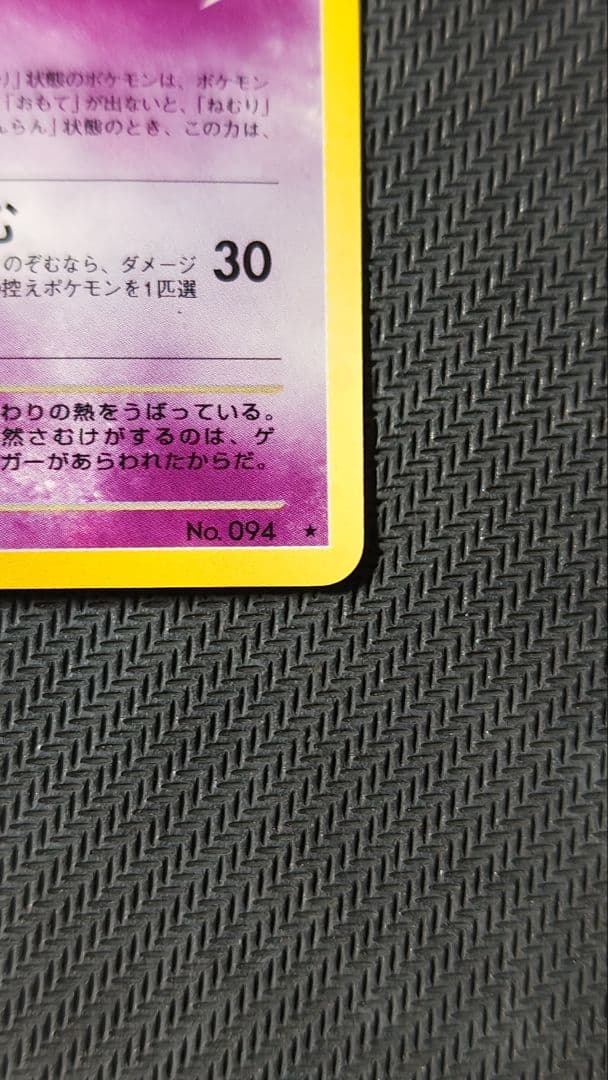 り」状態のポケモンは、ポケモン
「おもて」が出ないと、「ねむり」
んらん」状態のとき、この力は、
む
のぞむなら、ダメージ
30
控えポケモンを1匹選
わりの熱をうばっている。
然さむけがするのは、ゲ
ガーがあらわれたからだ。
No. 094 ★